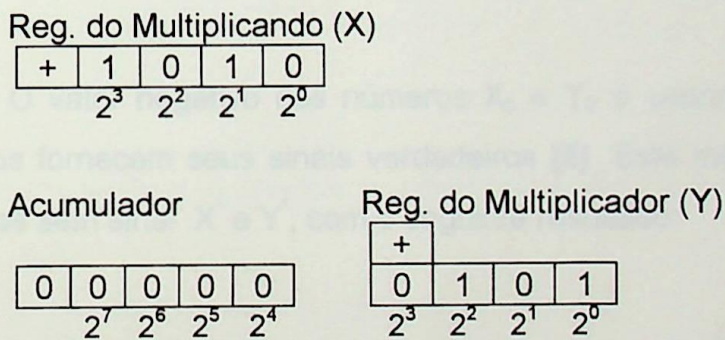 Reg. do Multiplicando (X)
+ 1 0 1 0
2³ 2² 2¹ 2⁰
Acumulador Reg. do Multiplicador (Y)
+
0 0 0 0 0 0 1 0 1
2⁷ 2⁶ 2⁵ 2⁴ 2³ 2² 2¹ 2⁰